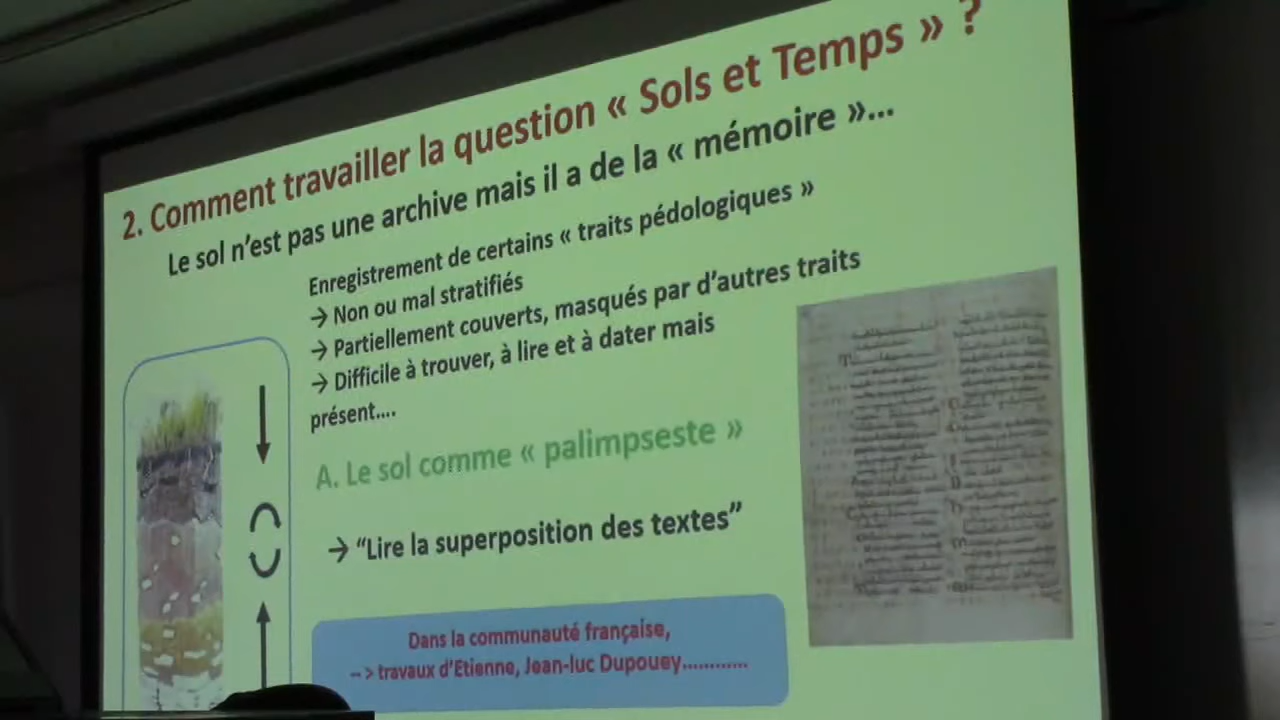 2. Comment travailler la question « Sols et Temps » ?
Le sol n'est pas une archive mais il a de la « mémoire »...
Enregistrement de certains « traits pédologiques »
→ Non ou mal stratifiés
→ Partiellement couverts, masqués par d'autres traits
→ Difficile à trouver, à lire et à dater mais
présent....
A. Le sol comme « palimpseste »
→ “Lire la superposition des textes”
Dans la communauté française,
--> travaux d'Etienne, Jean-luc Dupouey............